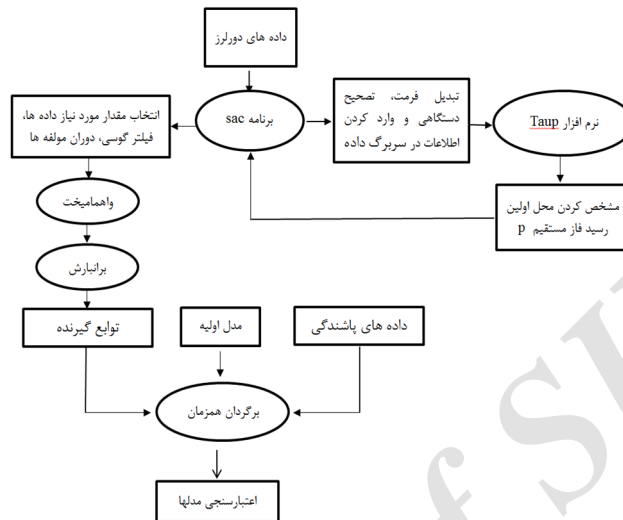 داده های دورلرز
برنامه sac
تبدیل فرمت، تصحیح
دستگاهی و وارد کردن
اطلاعات در سربرگ داده
نرم افزار Taup
مشخص کردن محل اولین
رسید فاز مستقیم p
انتخاب مقدار مورد نیاز داده ها،
فیلتر گوسی، دوران مولفه ها
واهمامیخت
برانبارش
توابع گیرنده
مدل اولیه
داده های پاشندگی
برگردان همزمان
اعتبارسنجی مدلها
f SI